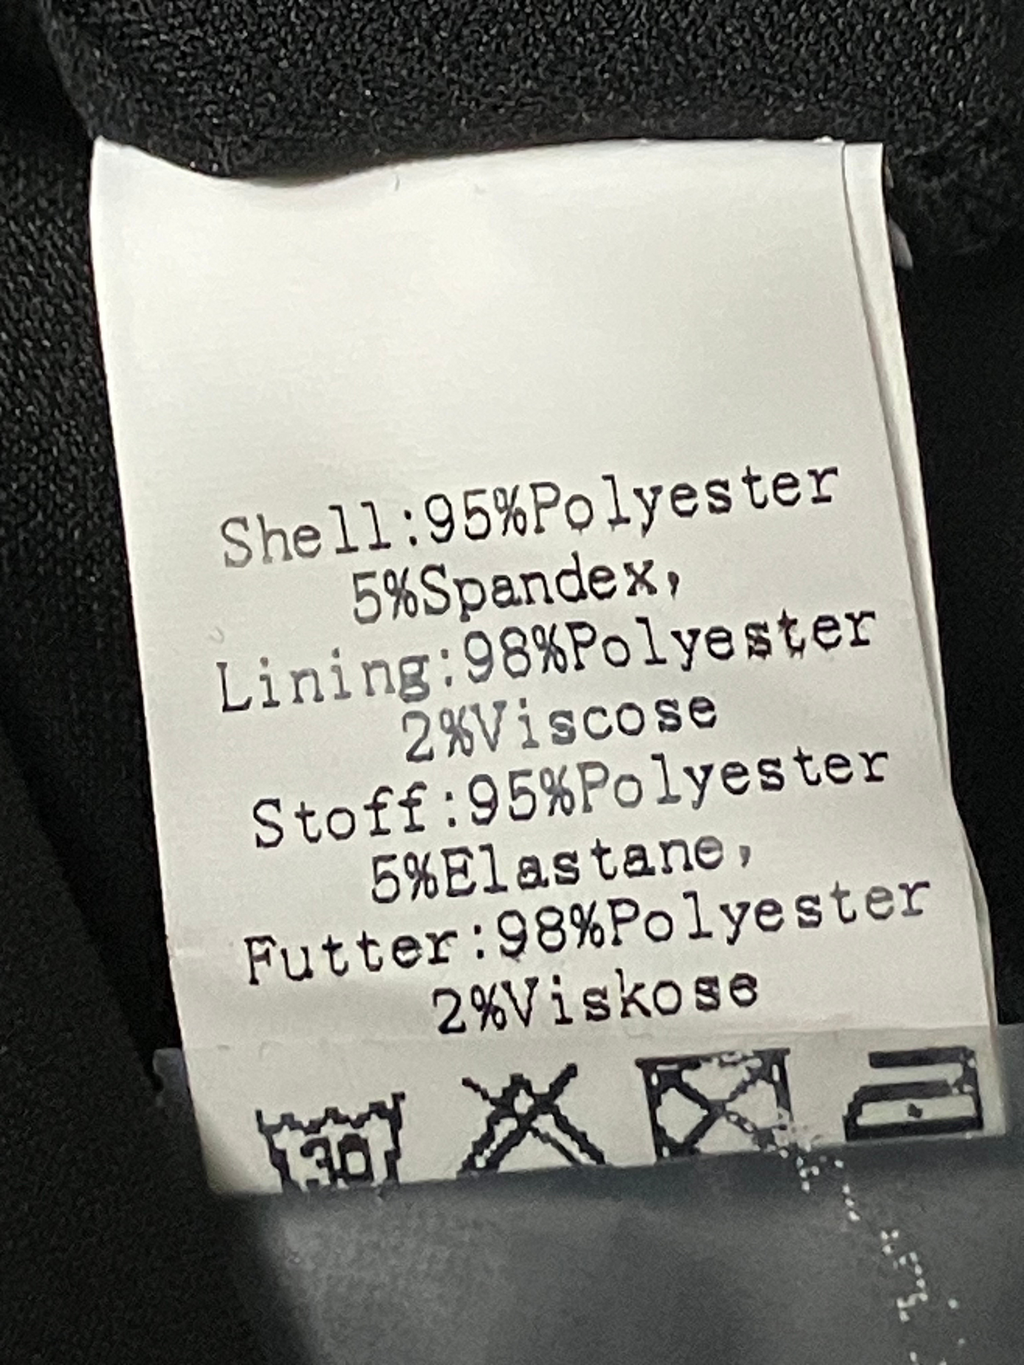 Shell:95%Polyester
5%Spandex,
Lining:98%Polyester
2%Viscose
Stoff:95%Polyester
5%Elastane,
Futter:98%Polyester
2%Viskose
30